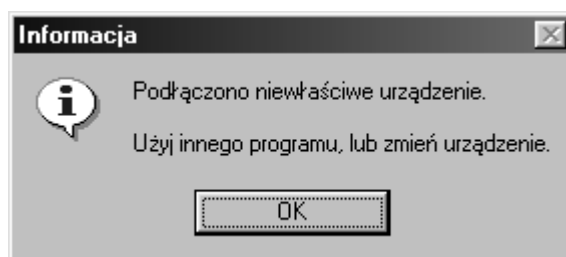 Informacja
Podłączono niewłaściwe urządzenie.
Użyj innego programu, lub zmień urządzenie.
OK